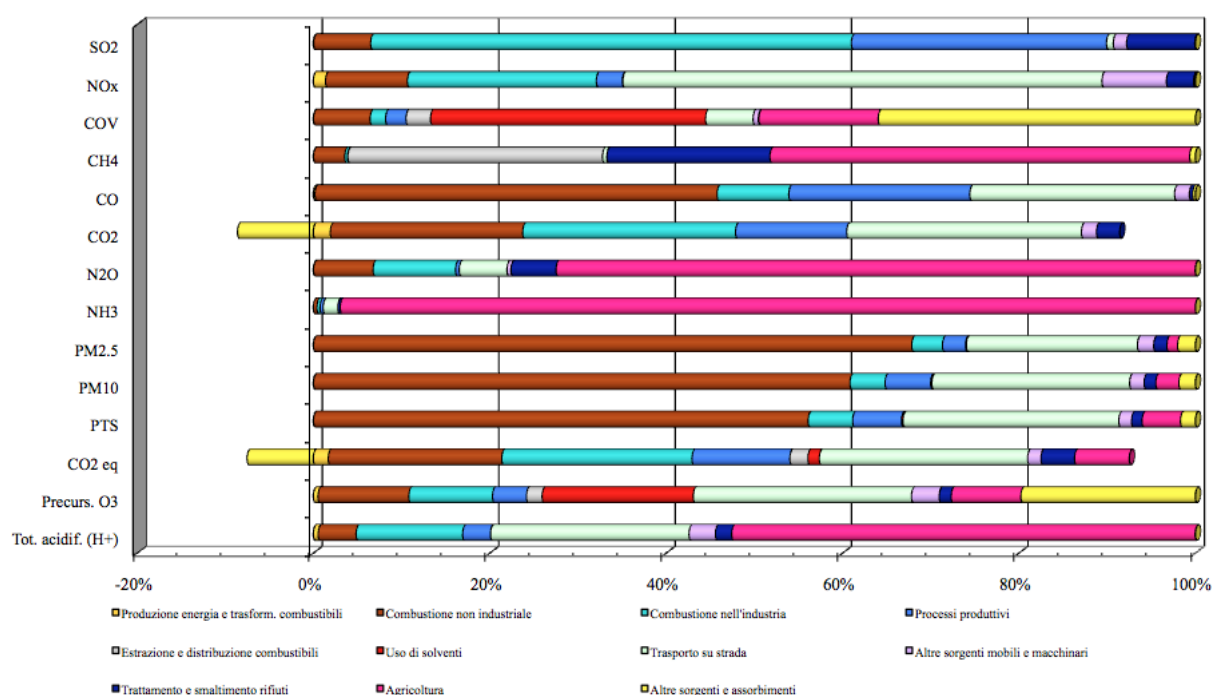 SO2
NOx
COV
CH4
CO
CO2
N2O
NH3
PM2.5
PM10
PTS
CO2 eq
Precurs. O3
Tot. acidif. (H+)
-20% 0% 20% 40% 60% 80% 100%
Produzione energia e trasform. combustibili Combustione non industriale Combustione nell'industria Processi produttivi
Estrazione e distribuzione combustibili Uso di solventi Trasporto su strada Altre sorgenti mobili e macchinari
Trattamento e smaltimento rifiuti Agricoltura Altre sorgenti e assorbimenti